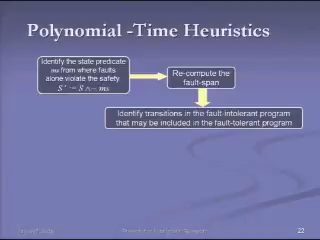 Polynomial -Time Heuristics
Identify the state predicate
ms from where faults
alone violate the safety.
Re-compute the
fault-span
Identify transitions in the fault-intolerant program
that may be included in the fault-tolerant program
22